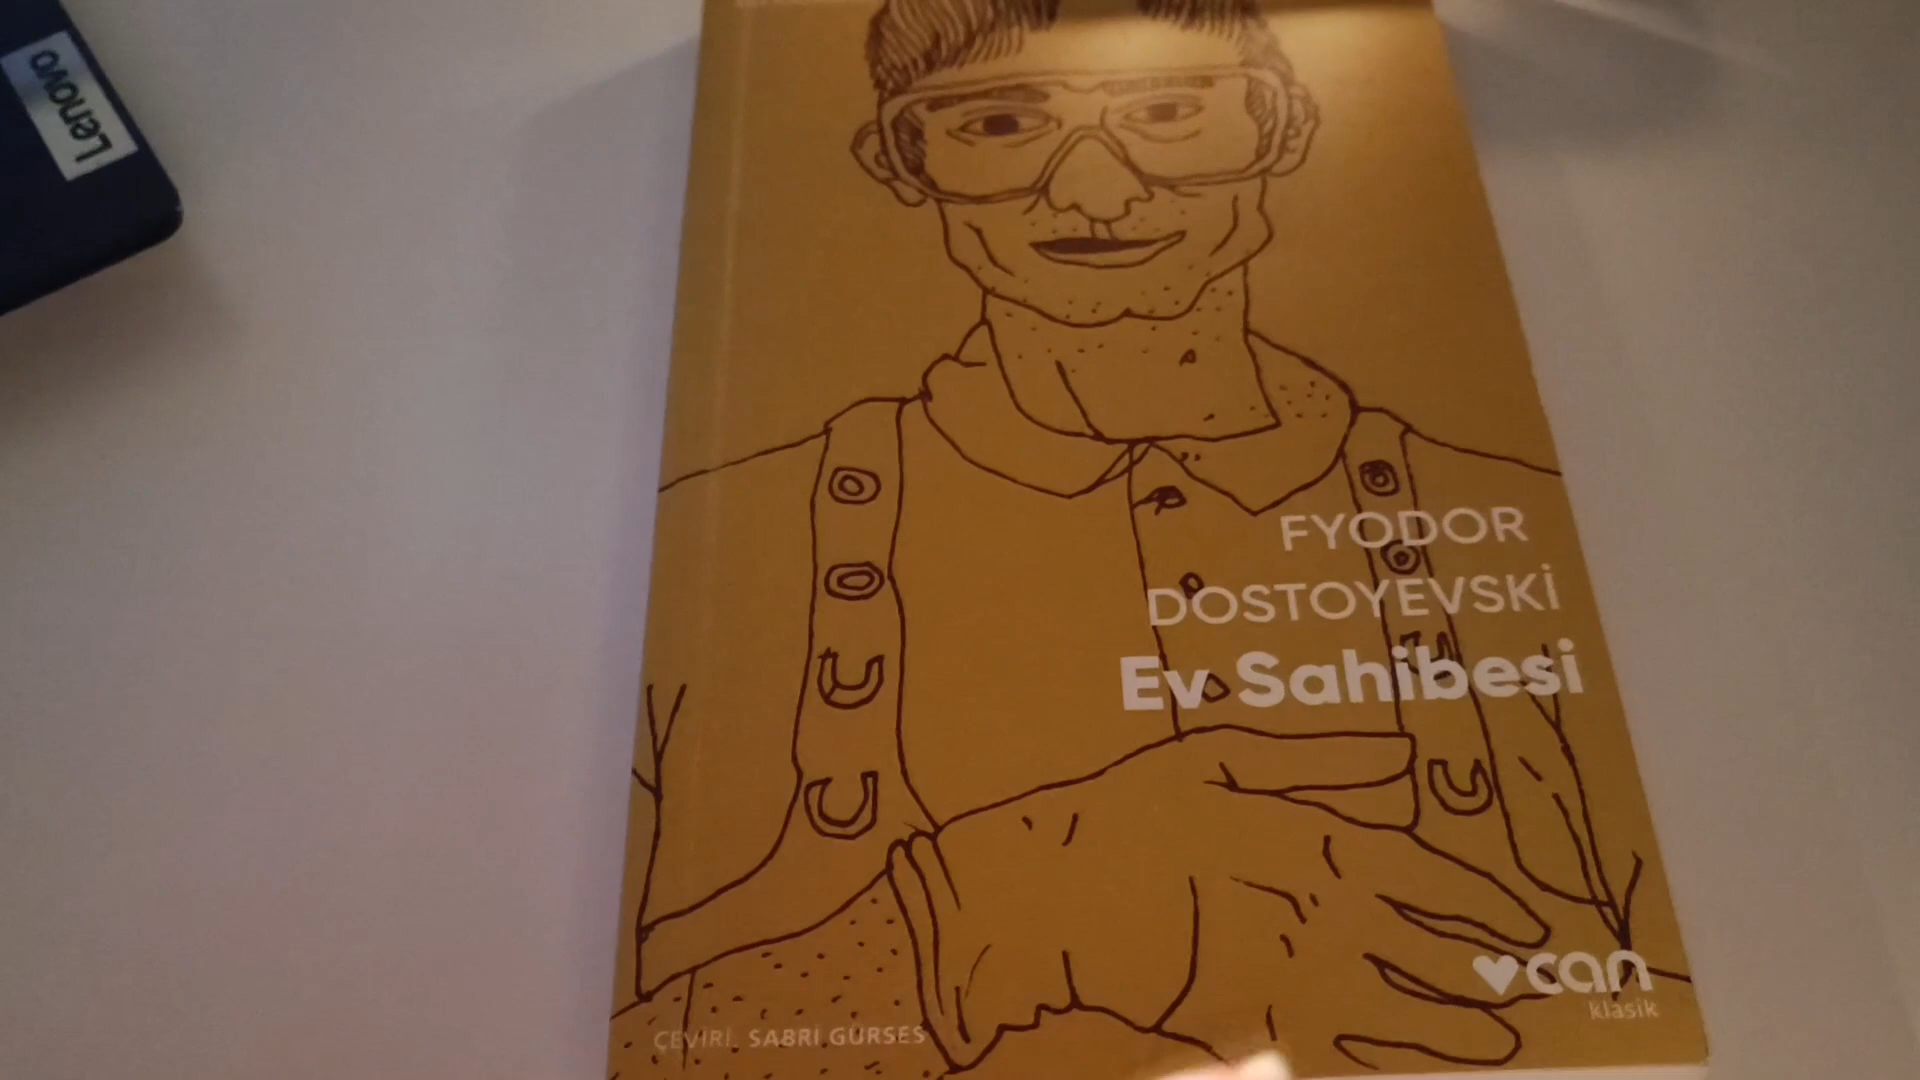 Lenovo
FYODOR
DOSTOYEVSKİ
Ev Sahibesi
can
klasik
ÇEVİRİ. SABRİ GÜRSES